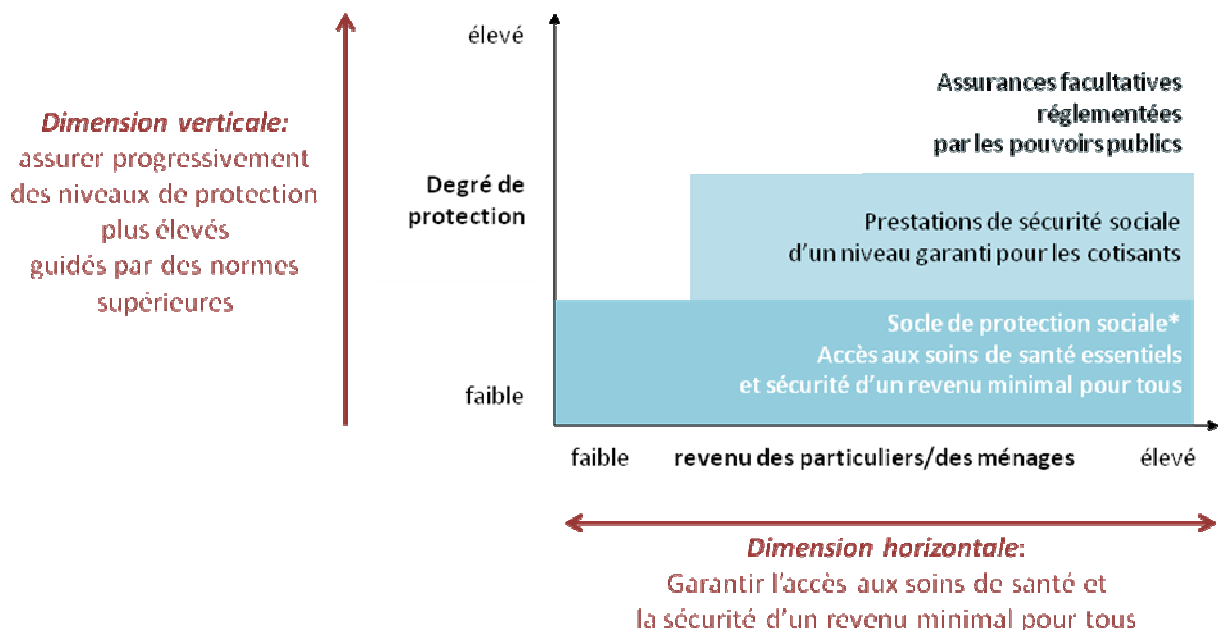 élevé
Assurances facultatives
réglementées
par les pouvoirs publics
Dimension verticale:
assurer progressivement
des niveaux de protection
plus élevés
guidés par des normes
supérieures
Degré de
protection
Prestations de sécurité sociale
d'un niveau garanti pour les cotisants
Socle de protection sociale*
Accès aux soins de santé essentiels
et sécurité d'un revenu minimal pour tous
faible
faible revenu des particuliers/des ménages élevé
Dimension horizontale:
Garantir l'accès aux soins de santé et
la sécurité d'un revenu minimal pour tous